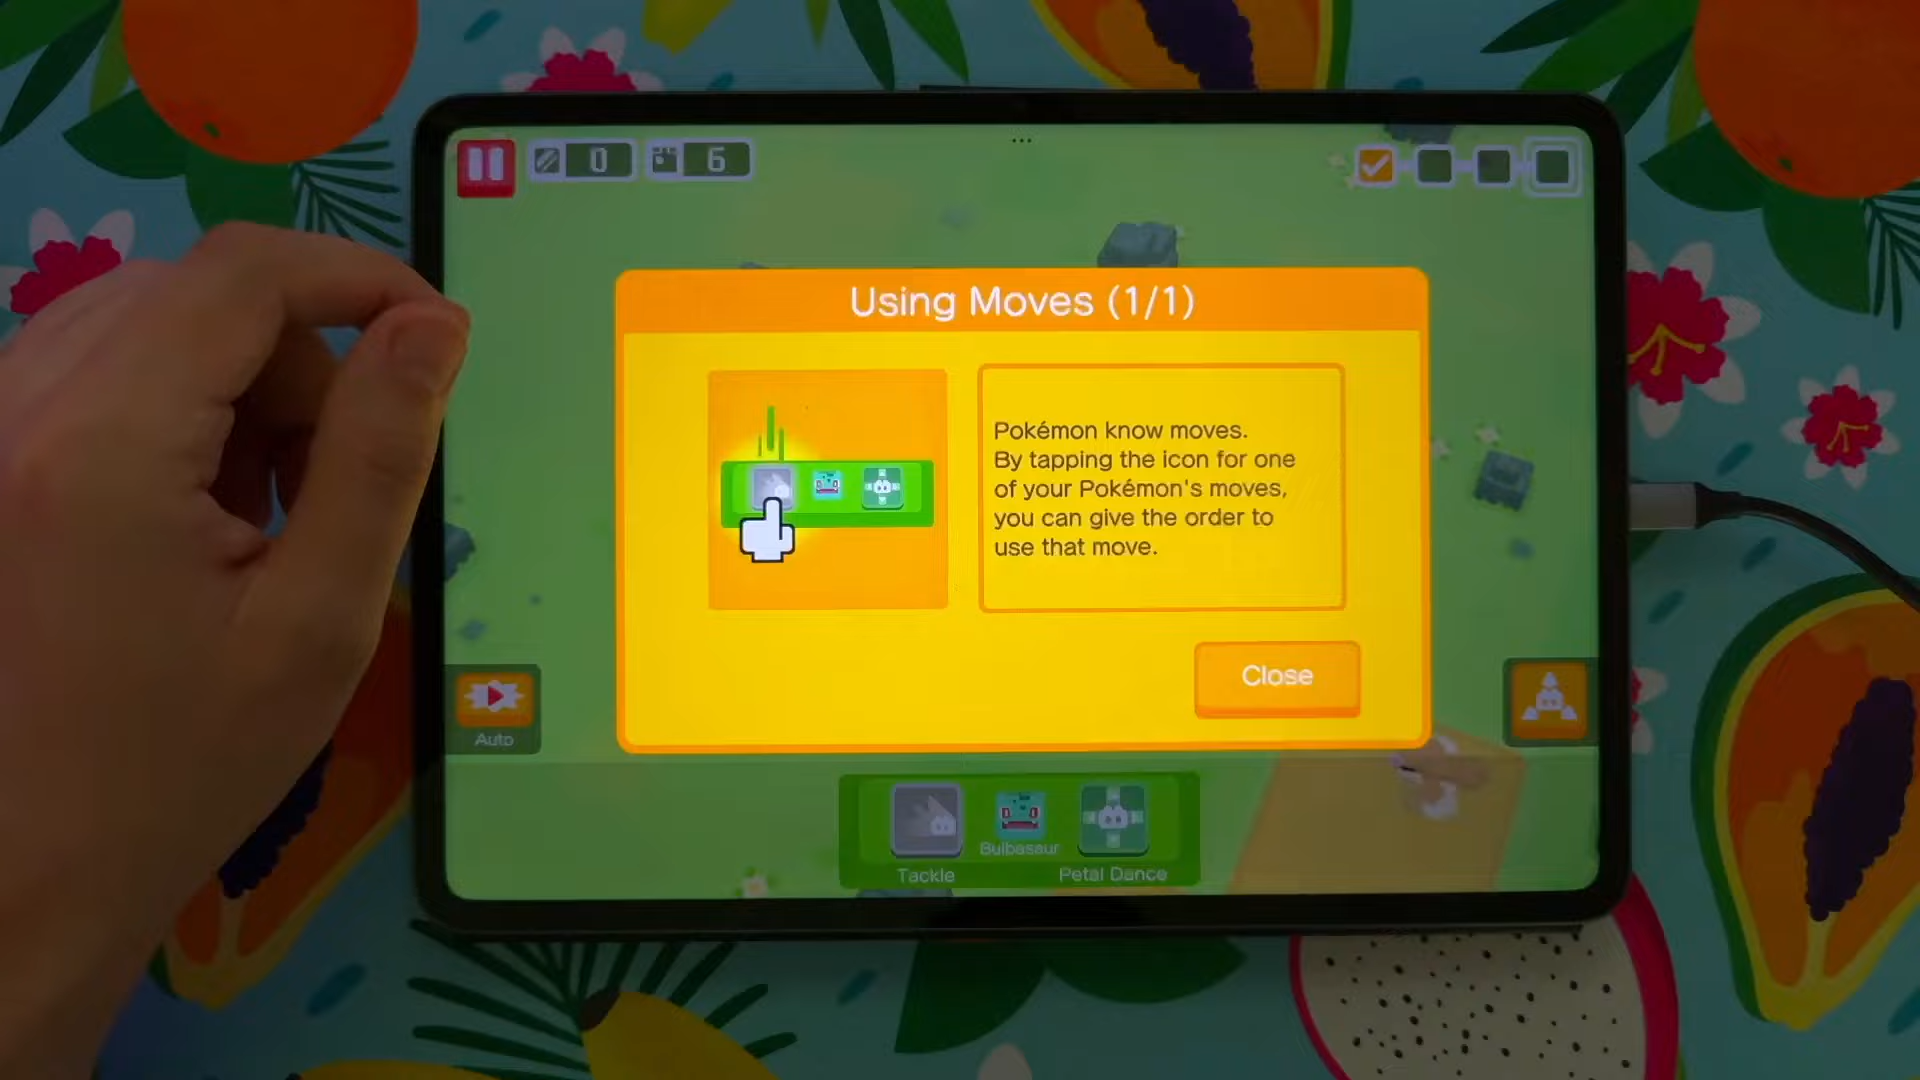 0
6
Using Moves (1/1)
Pokémon know moves.
By tapping the icon for one
of your Pokémon's moves,
you can give the order to
use that move.
Close
Auto
Bulbasaur
Tackle
Petal Dance